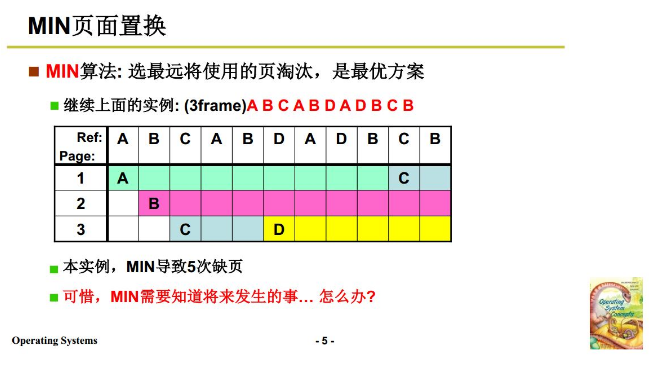 MIN页面置换
MIN算法: 选最远将使用的页淘汰，是最优方案
继续上面的实例: (3frame)A B C A B D A D B C B
Ref: A B C A B D A D B C B
Page:
1 A C
2 B
3 C D
本实例，MIN导致5次缺页
可惜，MIN需要知道将来发生的事... 怎么办?
Operating
System
Concepts
Operating Systems
- 5 -